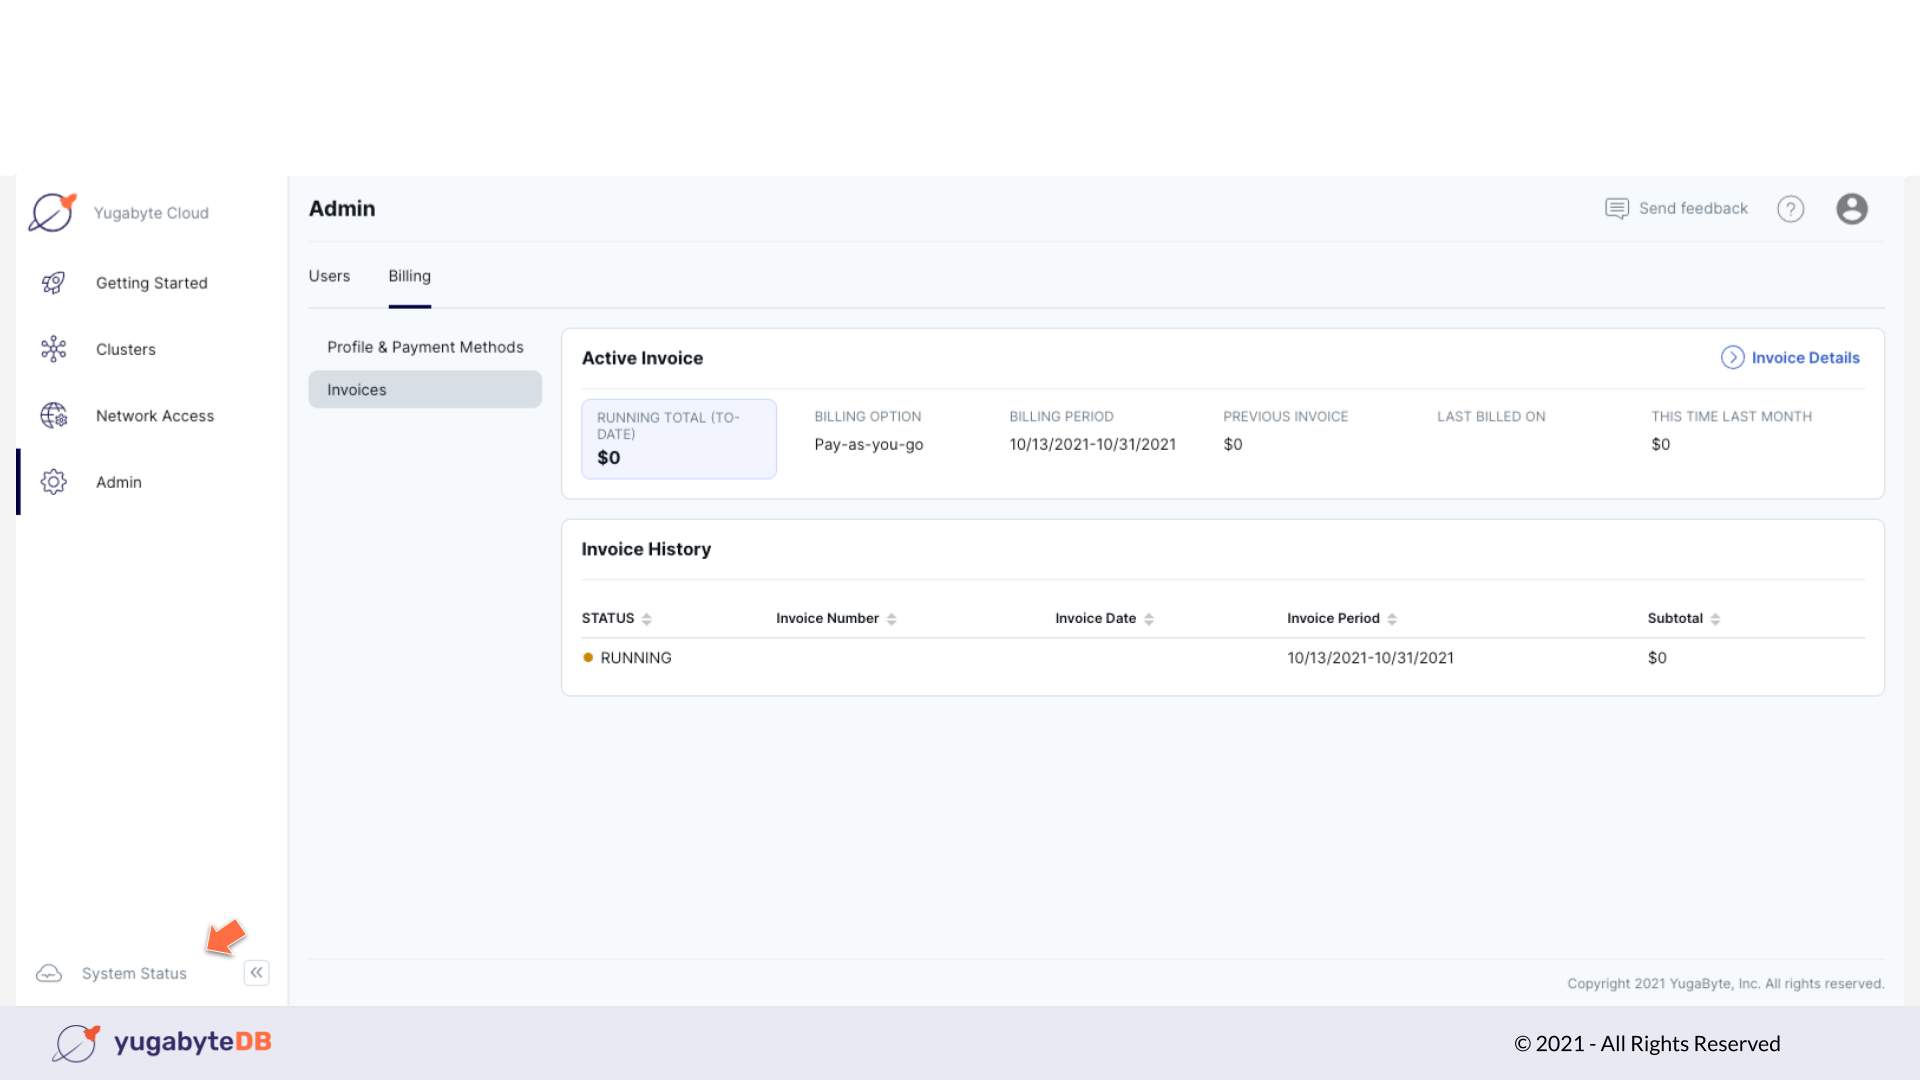 Yugabyte Cloud
Getting Started
Clusters
Network Access
Admin
System Status
Admin
Send feedback
?
Users Billing
Profile & Payment Methods
Invoices
Active Invoice
Invoice Details
RUNNING TOTAL (TO-
DATE)
$0
BILLING OPTION
Pay-as-you-go
BILLING PERIOD
10/13/2021-10/31/2021
PREVIOUS INVOICE
$0
LAST BILLED ON
THIS TIME LAST MONTH
$0
Invoice History
STATUS Invoice Number Invoice Date Invoice Period Subtotal
RUNNING 10/13/2021-10/31/2021 $0
Copyright 2021 YugaByte, Inc. All rights reserved.
yugabyteDB
© 2021 - All Rights Reserved